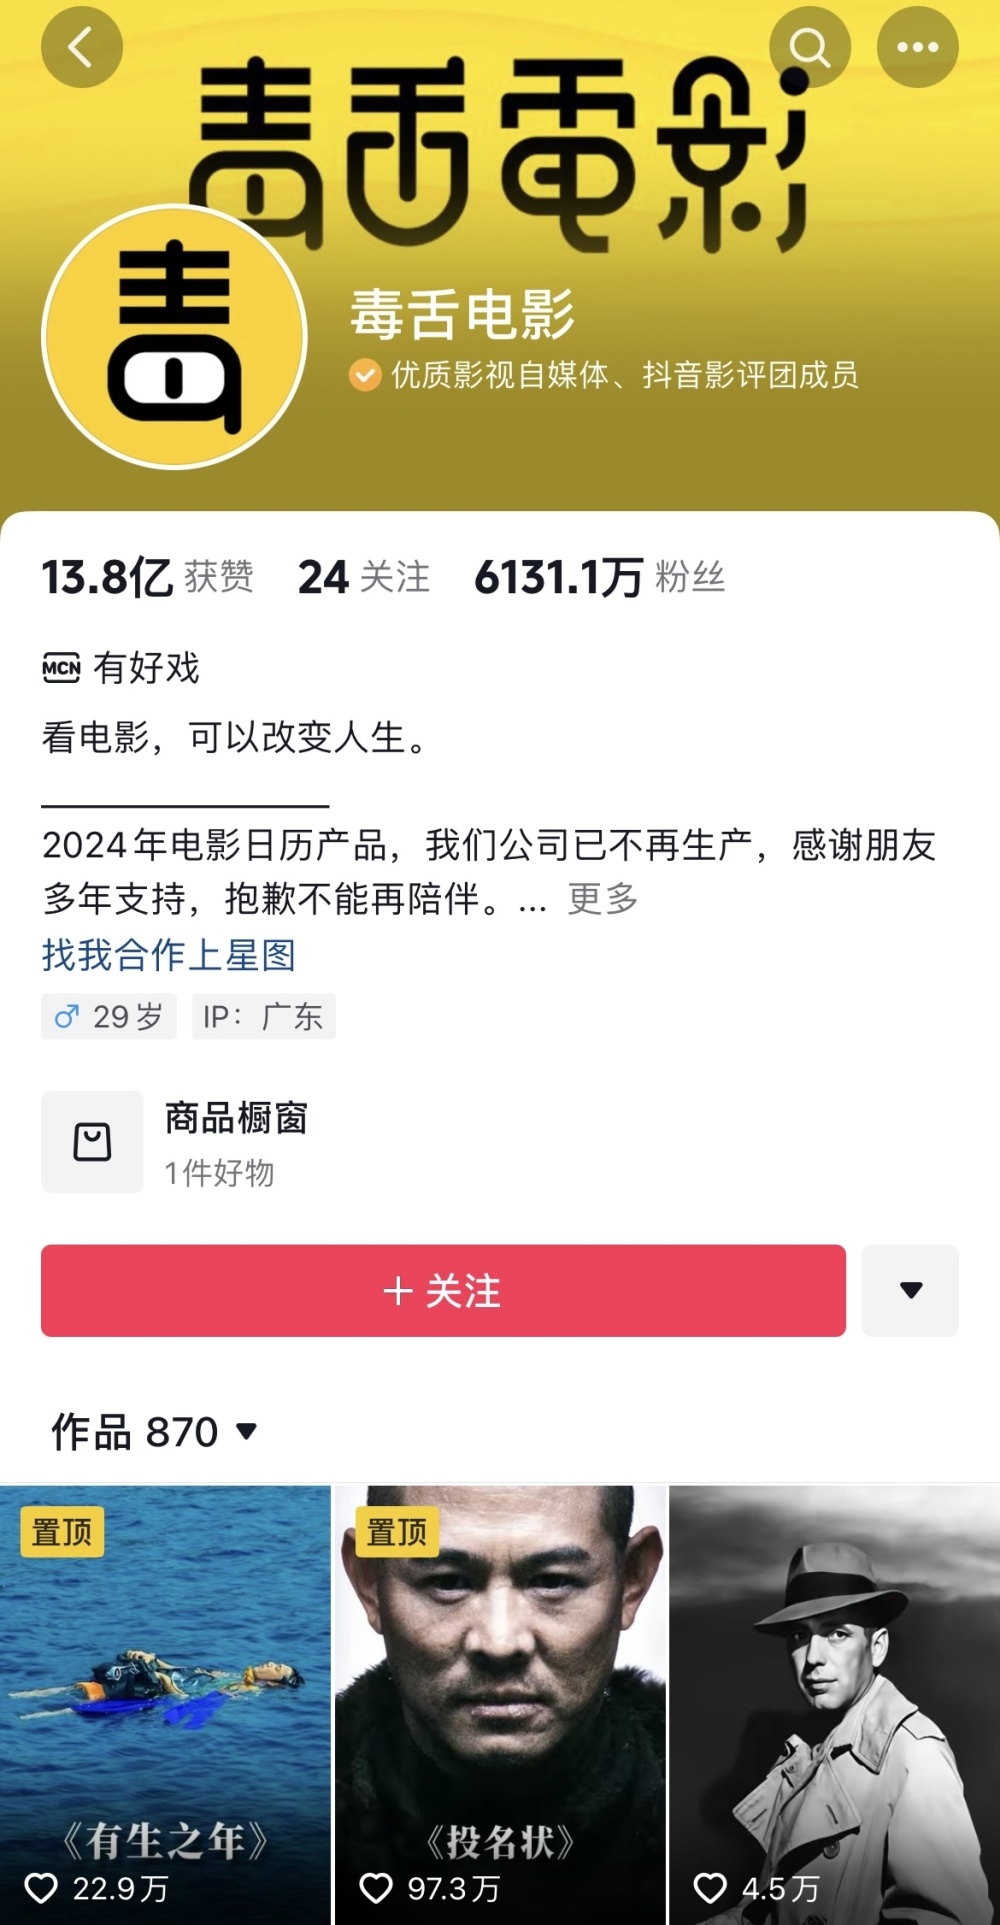 毒舌電影
毒
毒舌电影
优质影视自媒体、抖音影评团成员
13.8亿 获赞 24 关注 6131.1万 粉丝
MCN 有好戏
看电影，可以改变人生。
2024年电影日历产品，我们公司已不再生产，感谢朋友
多年支持，抱歉不能再陪伴。... 更多
找我合作上星图
♂ 29岁 IP：广东
商品橱窗
1件好物
＋关注
作品 870
置顶
《有生之年》
22.9万
置顶
《投名状》
97.3万
4.5万